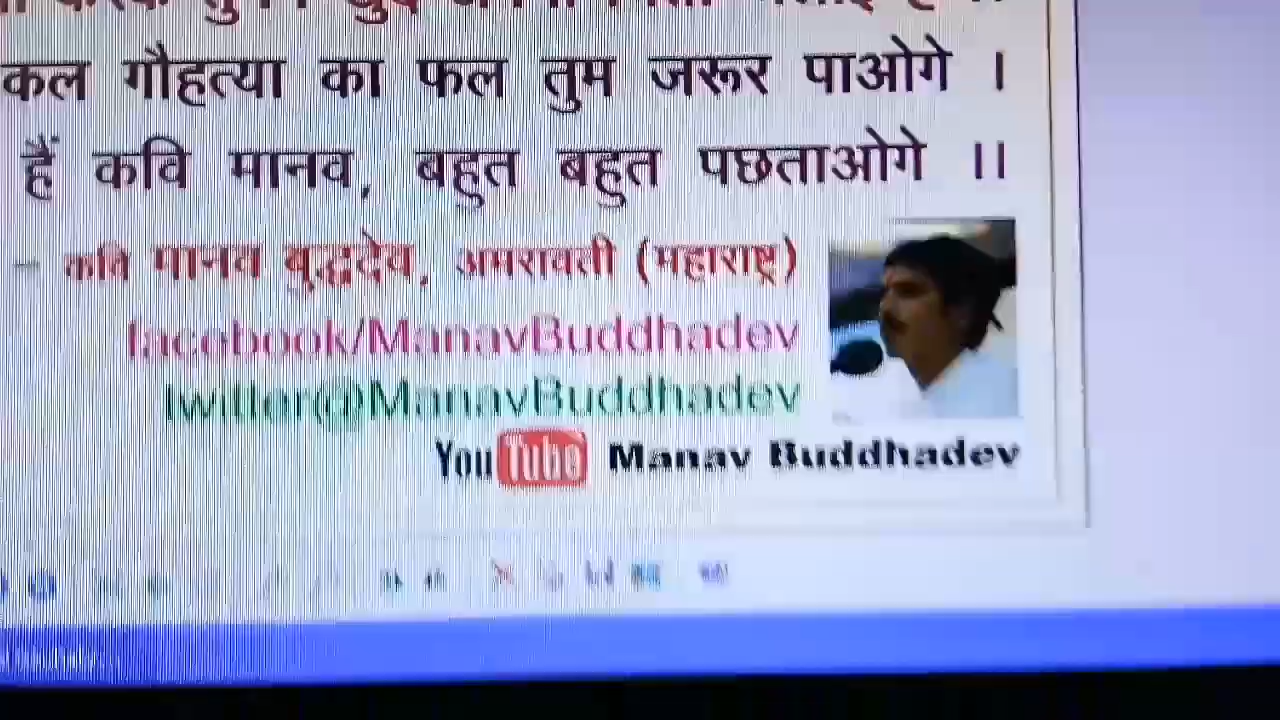 कल गौहत्या का फल तुम जरूर पाओगे ।
हैं कवि मानव, बहुत बहुत पछताओगे ।।
– कवि मानव बुद्धदेव, अमरावती (महाराष्ट्र)
facebook/ManavBuddhadev
twitter@ManavBuddhadev
YouTube Manav Buddhadev